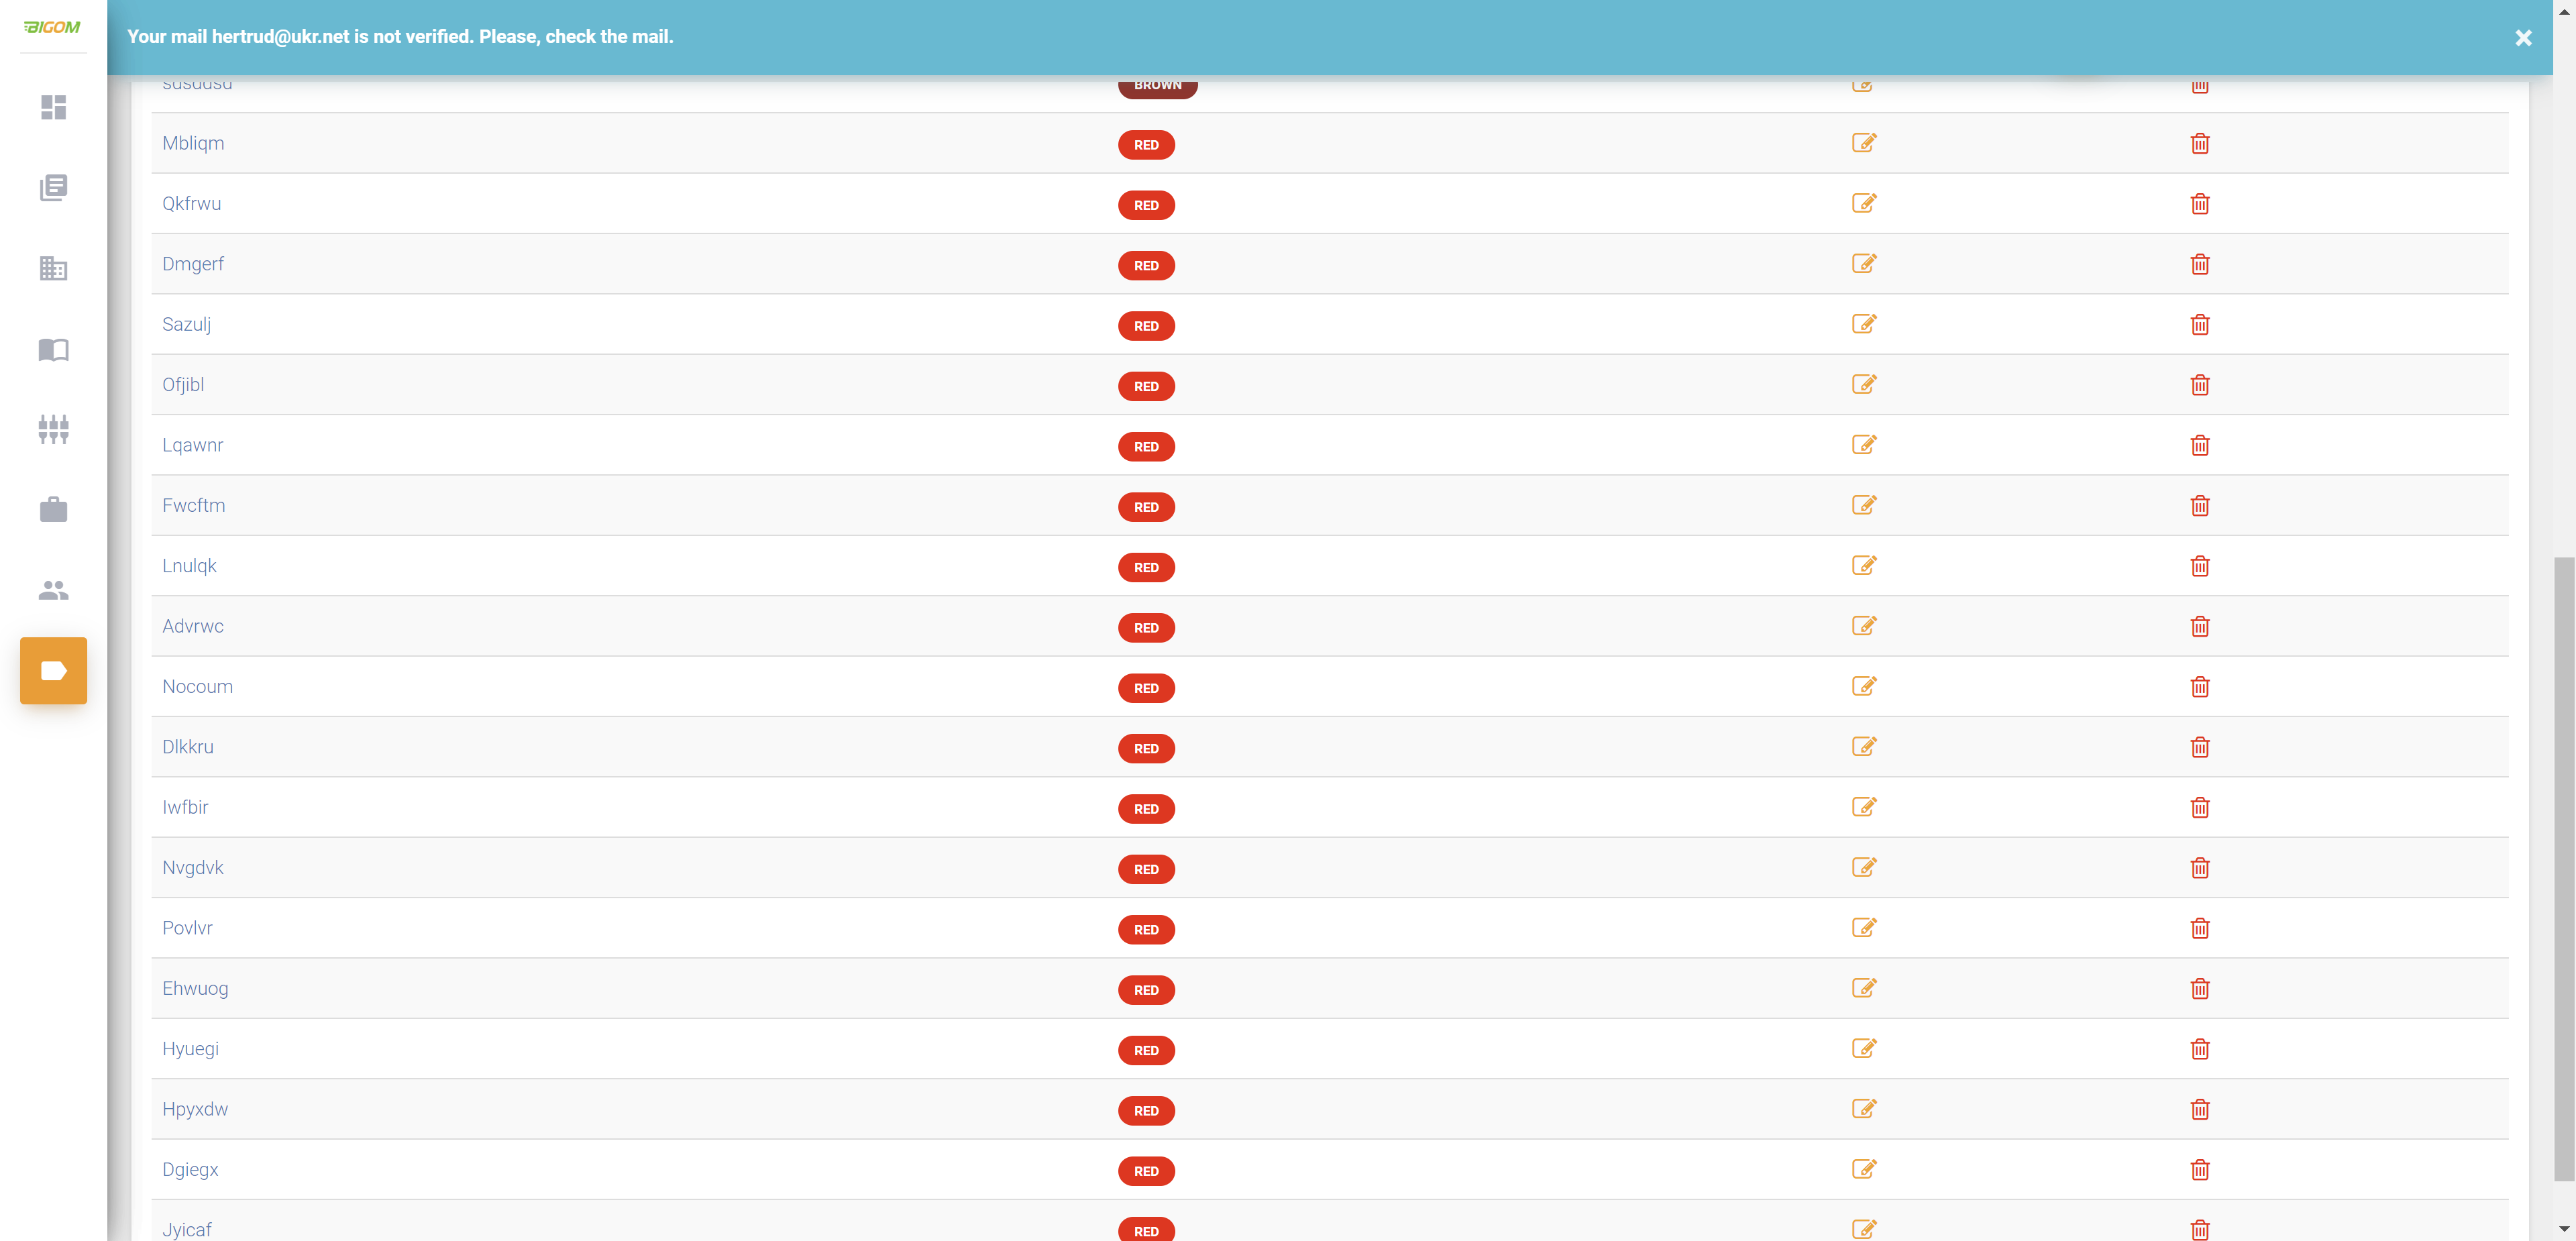 BIGOM
Your mail hertrud@ukr.net is not verified. Please, check the mail.
BROWN
Mbliqm RED
Qkfrwu RED
Dmgerf RED
Sazulj RED
Ofjibl RED
Lqawnr RED
Fwcftm RED
Lnulqk RED
Advrwc RED
Nocoum RED
Dlkkru RED
Iwfbir RED
Nvgdvk RED
Povlvr RED
Ehwuog RED
Hyuegi RED
Hpyxdw RED
Dgiegx RED
Jyicaf RED